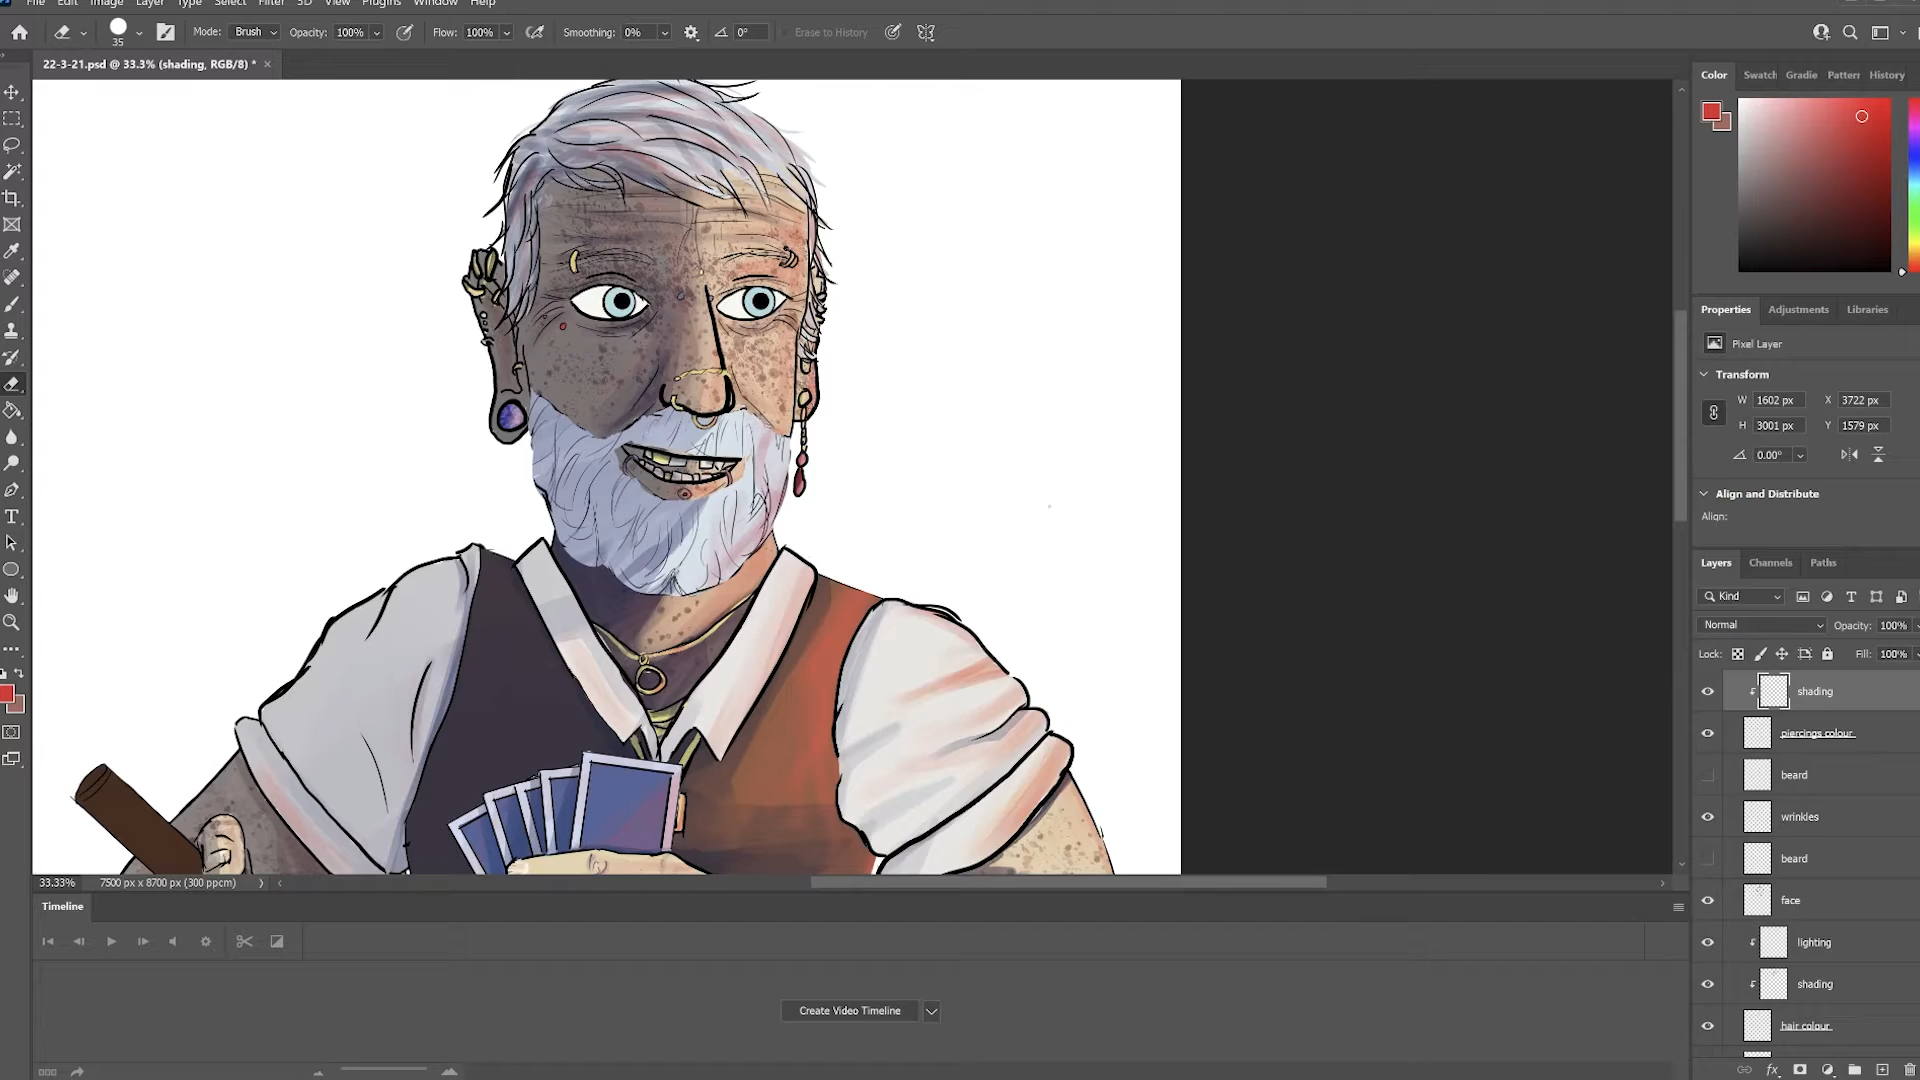 File Edit Image Layer Type Select Filter 3D View Plugins Window Help
35 Mode: Brush Opacity: 100% Flow: 100% Smoothing: 0% 0° Erase to History
22-3-21.psd @ 33.3% (shading, RGB/8) *
Color Swatch Gradie Pattern History
Properties Adjustments Libraries
Pixel Layer
Transform
W 1602 px X 3722 px
H 3001 px Y 1579 px
0.00°
Align and Distribute
Align:
Layers Channels Paths
Kind
Normal Opacity: 100%
Lock: Fill: 100%
shading
piercings colour
beard
wrinkles
beard
face
lighting
shading
hair colour
fx
33.33% 7500 px x 8700 px (300 ppcm)
Timeline
Create Video Timeline